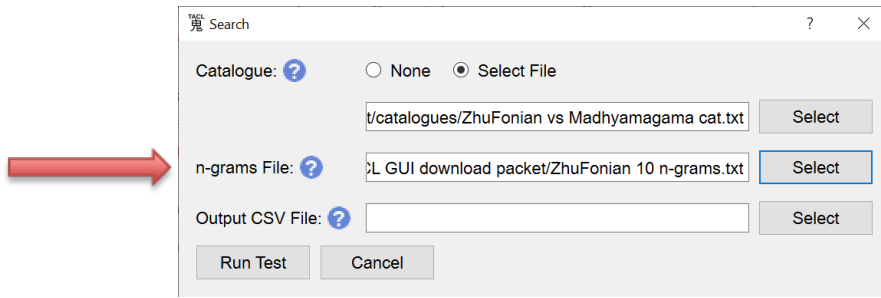 TACL
鬼 Search ? ×
Catalogue: ? None Select File
t/catalogues/ZhuFonian vs Madhyamagama cat.txt Select
n-grams File: ? CL GUI download packet/ZhuFonian 10 n-grams.txt Select
Output CSV File: ? Select
Run Test Cancel